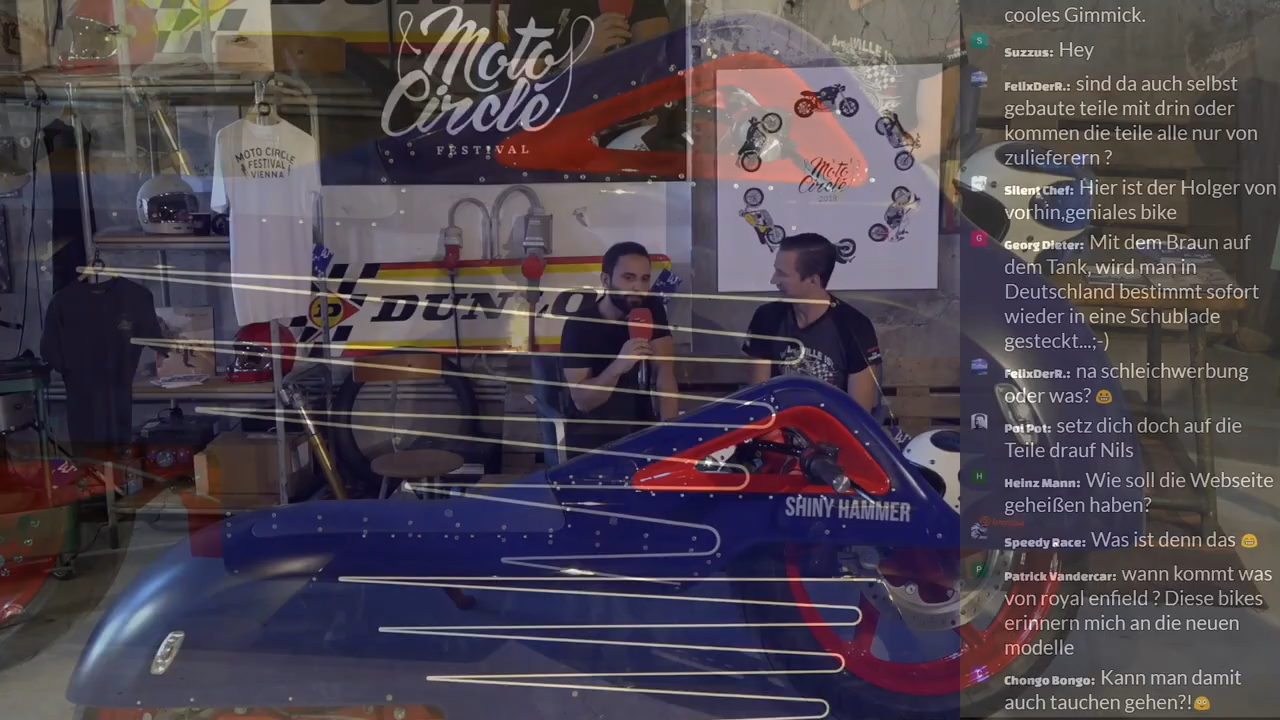 Moto
Circle
FESTIVAL
MOTO CIRCLE
FESTIVAL
VIENNA
Moto
Circle
2018
DUNLO
SHINY HAMMER
cooles Gimmick.
Suzzus: Hey
FelixDerR.: sind da auch selbst
gebaute teile mit drin oder
kommen die teile alle nur von
zulieferern ?
Silent Chef: Hier ist der Holger von
vorhin,geniales bike
Georg Dieter: Mit dem Braun auf
dem Tank, wird man in
Deutschland bestimmt sofort
wieder in eine Schublade
gesteckt...;-)
FelixDerR.: na schleichwerbung
oder was? 😁
Poi Pot: setz dich doch auf die
Teile drauf Nils
Heinz Mann: Wie soll die Webseite
geheißen haben?
Speedy Race: Was ist denn das 😁
Patrick Vandercar: wann kommt was
von royal enfield ? Diese bikes
erinnern mich an die neuen
modelle
Chongo Bongo: Kann man damit
auch tauchen gehen?!😳